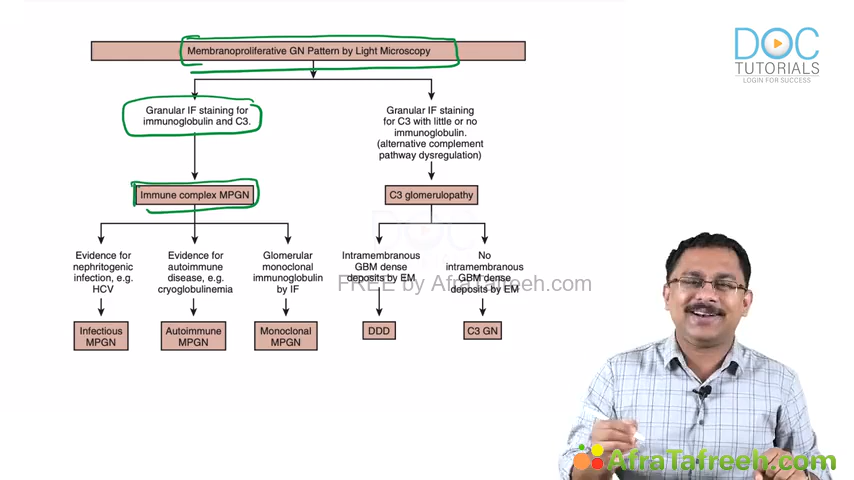 DOC
TUTORIALS
LOGIN FOR SUCCESS
Membranoproliferative GN Pattern by Light Microscopy
Granular IF staining for
immunoglobulin and C3.
Granular IF staining
for C3 with little or no
immunoglobulin.
(alternative complement
pathway dysregulation)
Immune complex MPGN
C3 glomerulopathy
Evidence for
nephritogenic
infection, e.g.
HCV
Evidence for
autoimmune
disease, e.g.
cryoglobulinemia
Glomerular
monoclonal
immunoglobulin
by IF
Intramembranous
GBM dense
deposits by EM
No
intramembranous
GBM dense
deposits by EM
FREE by AfraTafreeh.com
Infectious
MPGN
Autoimmune
MPGN
Monoclonal
MPGN
DDD
C3 GN
AfraTafreeh.com